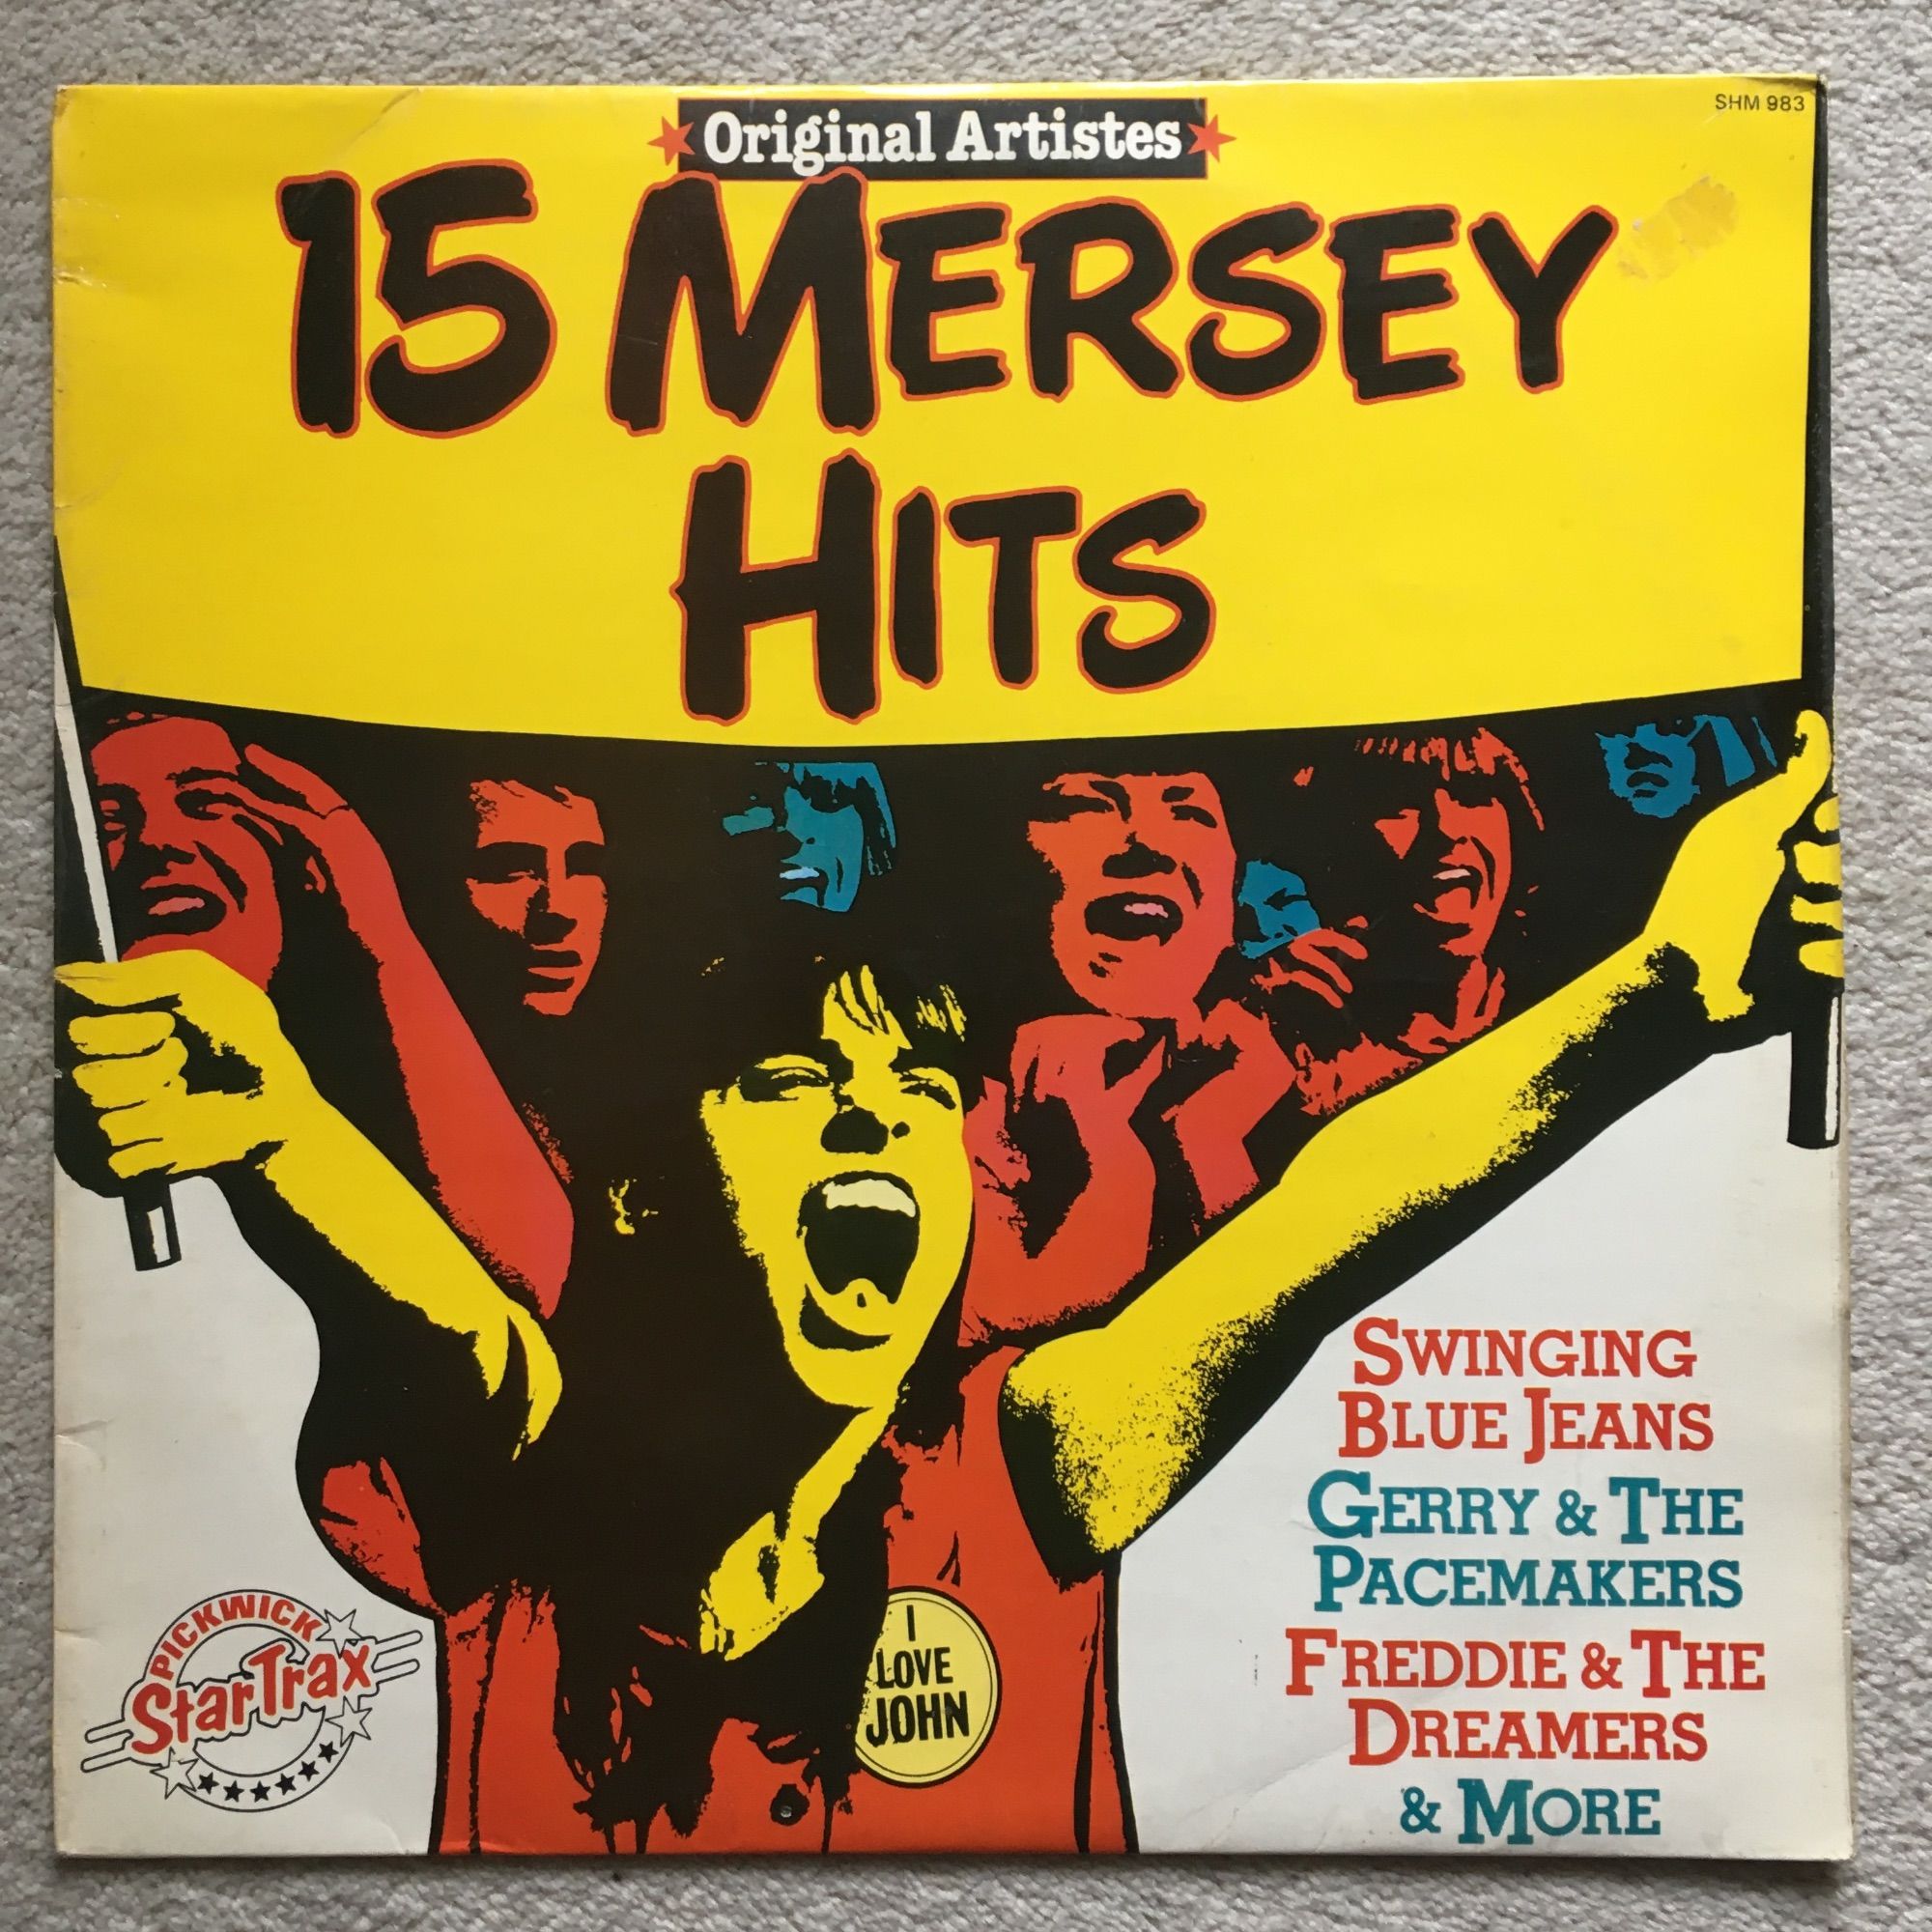 SHM 983
Original Artistes
15 MERSEY
HITS
SWINGING
BLUE JEANS
GERRY & THE
PACEMAKERS
FREDDIE & THE
DREAMERS
& MORE
I
LOVE
JOHN
PICKWICK
StarTrax